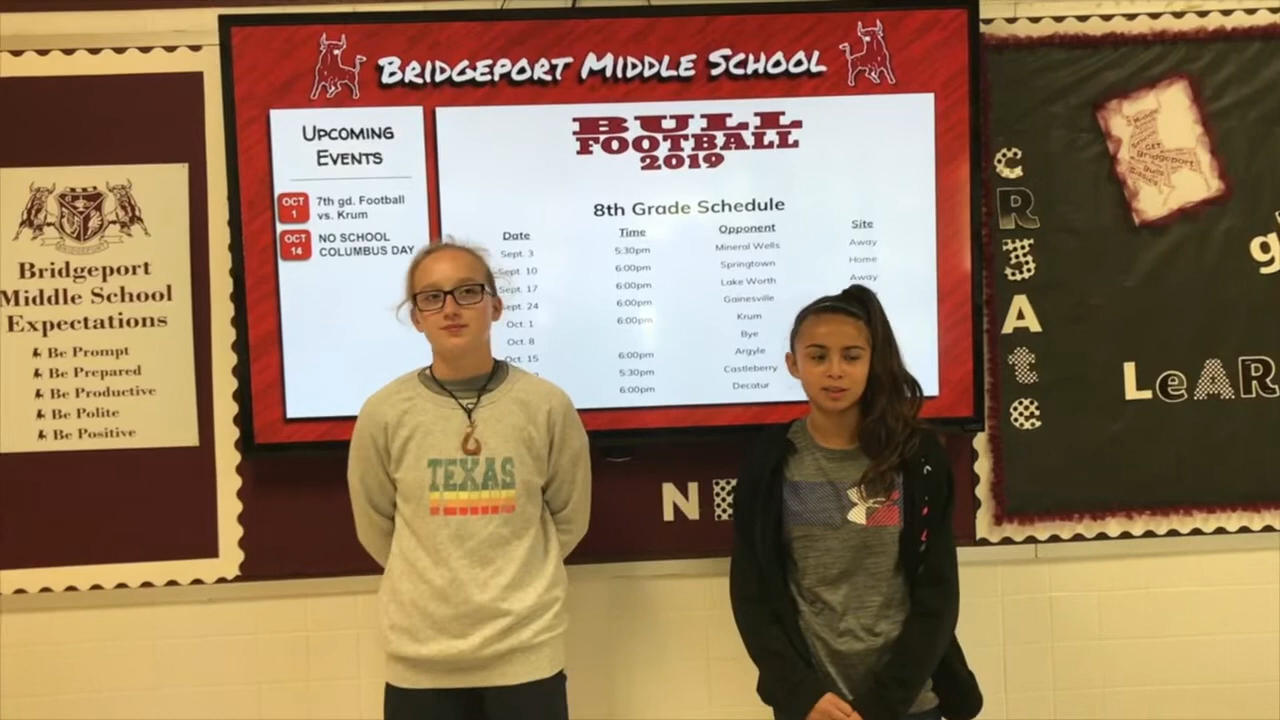 BRIDGEPORT MIDDLE SCHOOL
UPCOMING
EVENTS
OCT
1
7th gd. Football
vs. Krum
OCT
14
NO SCHOOL
COLUMBUS DAY
BULL
FOOTBALL
2019
8th Grade Schedule
Date Time Opponent Site
Sept. 3 5:30pm Mineral Wells Away
Sept. 10 6:00pm Springtown Home
Sept. 17 6:00pm Lake Worth Away
Sept. 24 6:00pm Gainesville
Oct. 1 6:00pm Krum
Oct. 8 Bye
Oct. 15 6:00pm Argyle
5:30pm Castleberry
6:00pm Decatur
Bridgeport
Middle School
Expectations
Be Prompt
Be Prepared
Be Productive
Be Polite
Be Positive
TEXAS
N
Bridgeport
LeAR